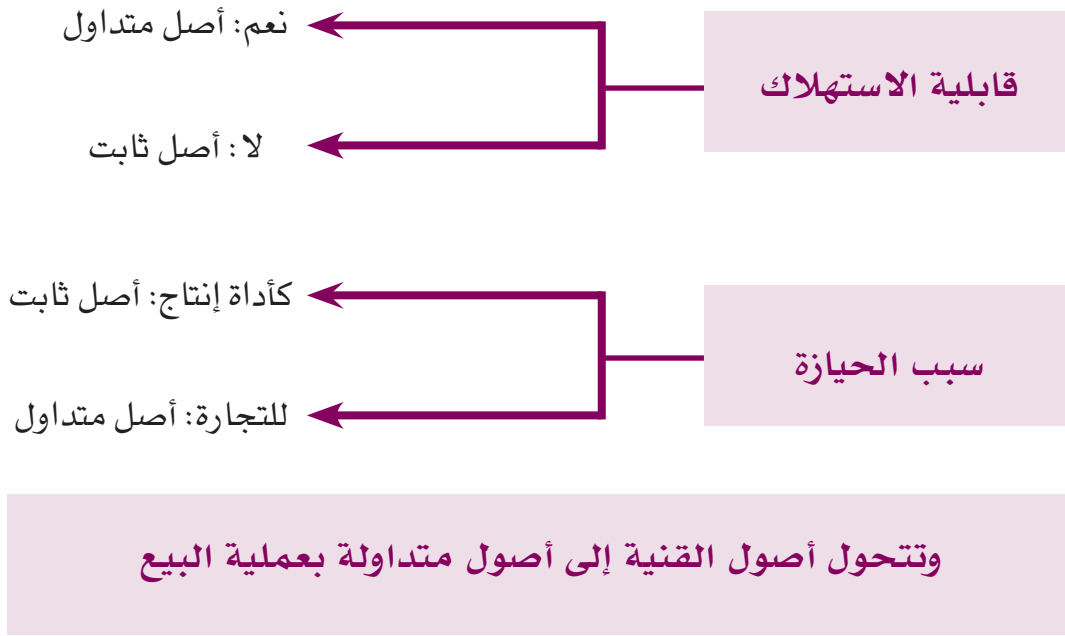 قابلية الاستهلاك
نعم: أصل متداول
لا: أصل ثابت
سبب الحيازة
كأداة إنتاج: أصل ثابت
للتجارة: أصل متداول
وتتحول أصول القنية إلى أصول متداولة بعملية البيع